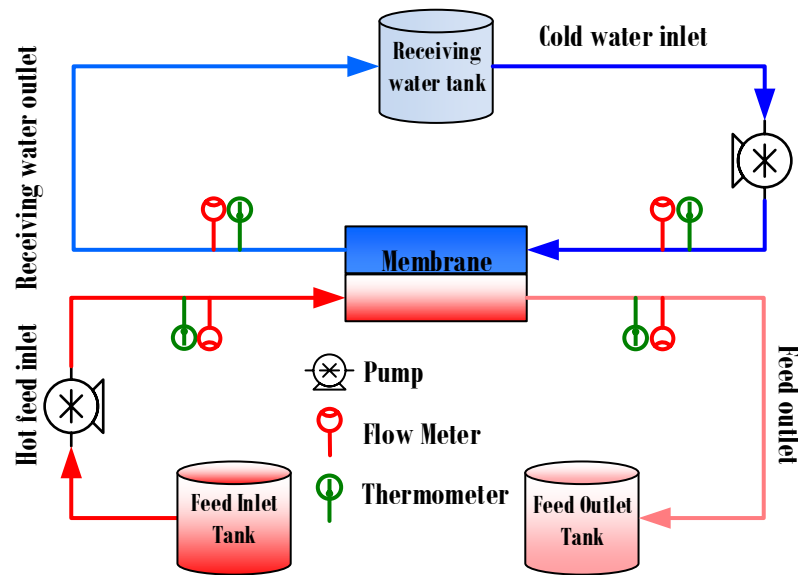 Receiving
water tank
Cold water inlet
Receiving water outlet
Membrane
Hot feed inlet
Pump
Flow Meter
Thermometer
Feed outlet
Feed Inlet
Tank
Feed Outlet
Tank